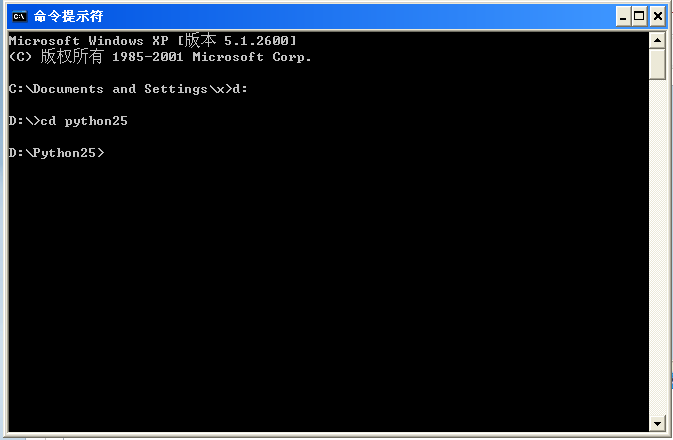 命令提示符
Microsoft Windows XP [版本 5.1.2600]
(C) 版权所有 1985-2001 Microsoft Corp.
C:\Documents and Settings\x>d:
D:\>cd python25
D:\Python25>